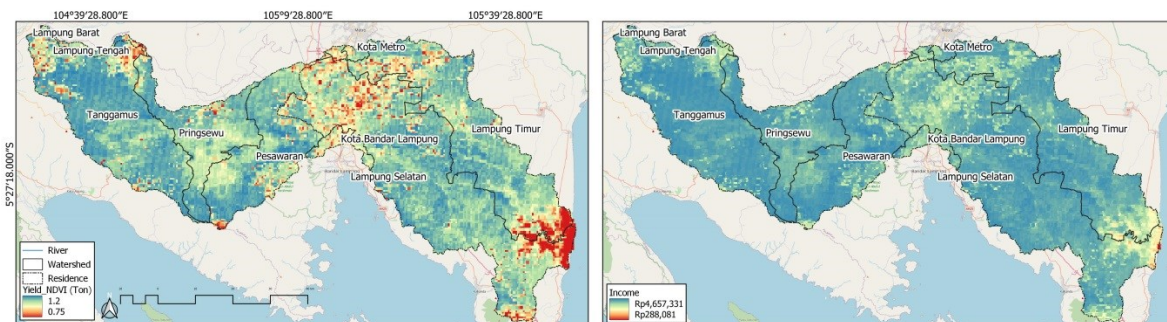 104°39'28.800"E 105°9'28.800"E 105°39'28.800"E
5°27'18.000"S
Lampung Barat
Lampung Tengah
Kota Metro
Tanggamus
Pringsewu
Lampung Timur
Kota Bandar Lampung
Pesawaran
Lampung Selatan
River
Watershed
Residence
Yield_NDVI (Ton)
1.2
0.75
Lampung Barat
Lampung Tengah
Kota Metro
Tanggamus
Pringsewu
Lampung Timur
Kota Bandar Lampung
Pesawaran
Lampung Selatan
Income
Rp4,657,331
Rp288,081